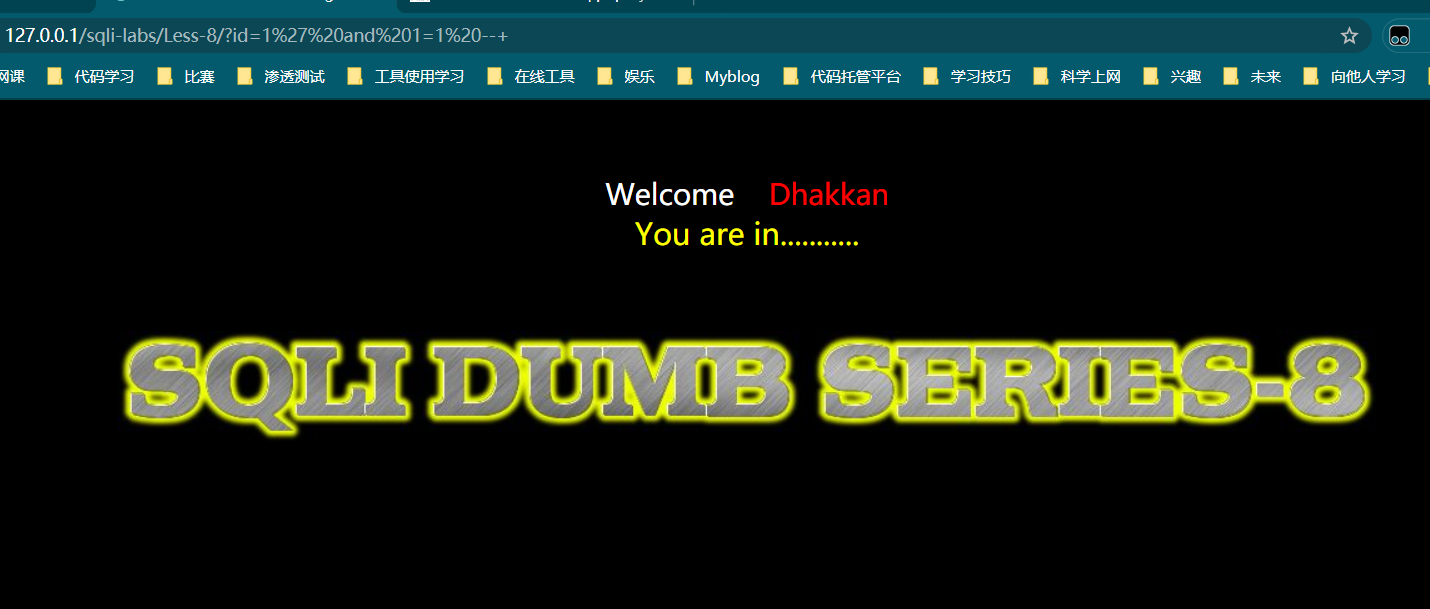 127.0.0.1/sqli-labs/Less-8/?id=1%27%20and%201=1%20--+
网课 代码学习 比赛 渗透测试 工具使用学习 在线工具 娱乐 Myblog 代码托管平台 学习技巧 科学上网 兴趣 未来 向他人学习
Welcome Dhakkan
You are in...........
SQLI DUMB SERIES-8